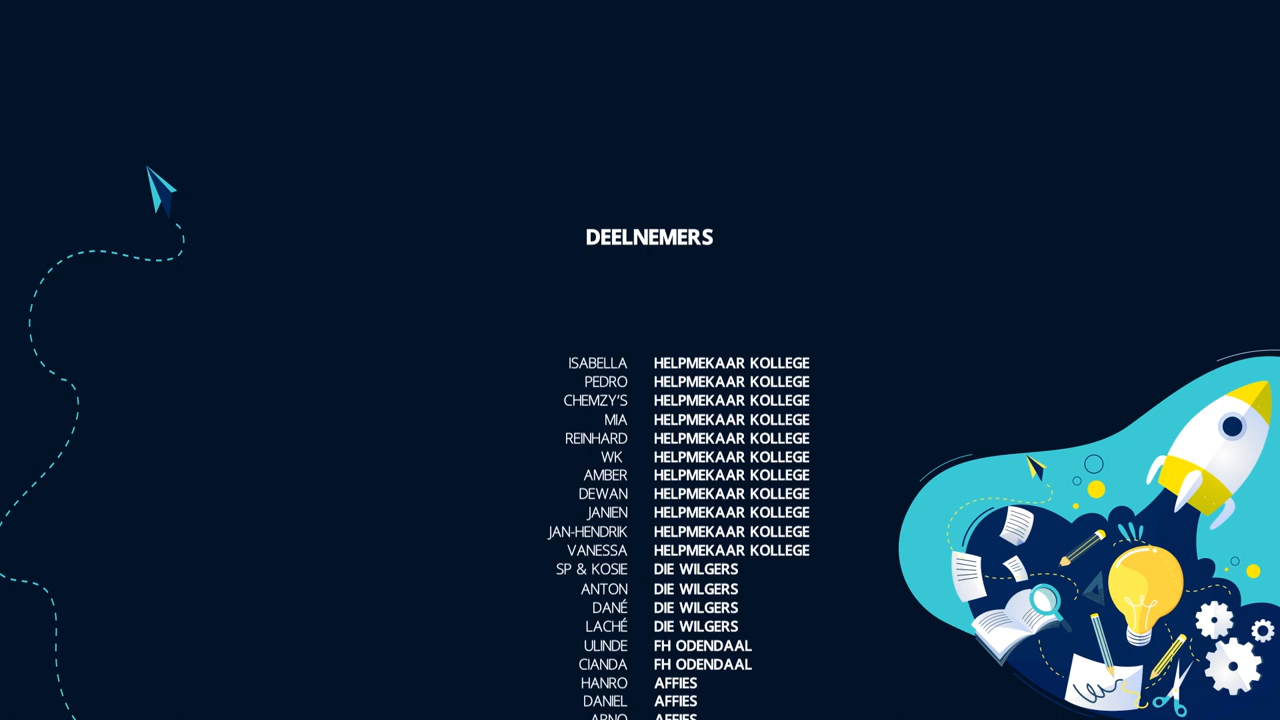 DEELNEMERS
ISABELLA HELPMEKAAR KOLLEGE
PEDRO HELPMEKAAR KOLLEGE
CHEMZY'S HELPMEKAAR KOLLEGE
MIA HELPMEKAAR KOLLEGE
REINHARD HELPMEKAAR KOLLEGE
WK HELPMEKAAR KOLLEGE
AMBER HELPMEKAAR KOLLEGE
DEWAN HELPMEKAAR KOLLEGE
JANIEN HELPMEKAAR KOLLEGE
JAN-HENDRIK HELPMEKAAR KOLLEGE
VANESSA HELPMEKAAR KOLLEGE
SP & KOSIE DIE WILGERS
ANTON DIE WILGERS
DANÉ DIE WILGERS
LACHÉ DIE WILGERS
ULINDE FH ODENDAAL
CIANDA FH ODENDAAL
HANRO AFFIES
DANIEL AFFIES
AFFIES